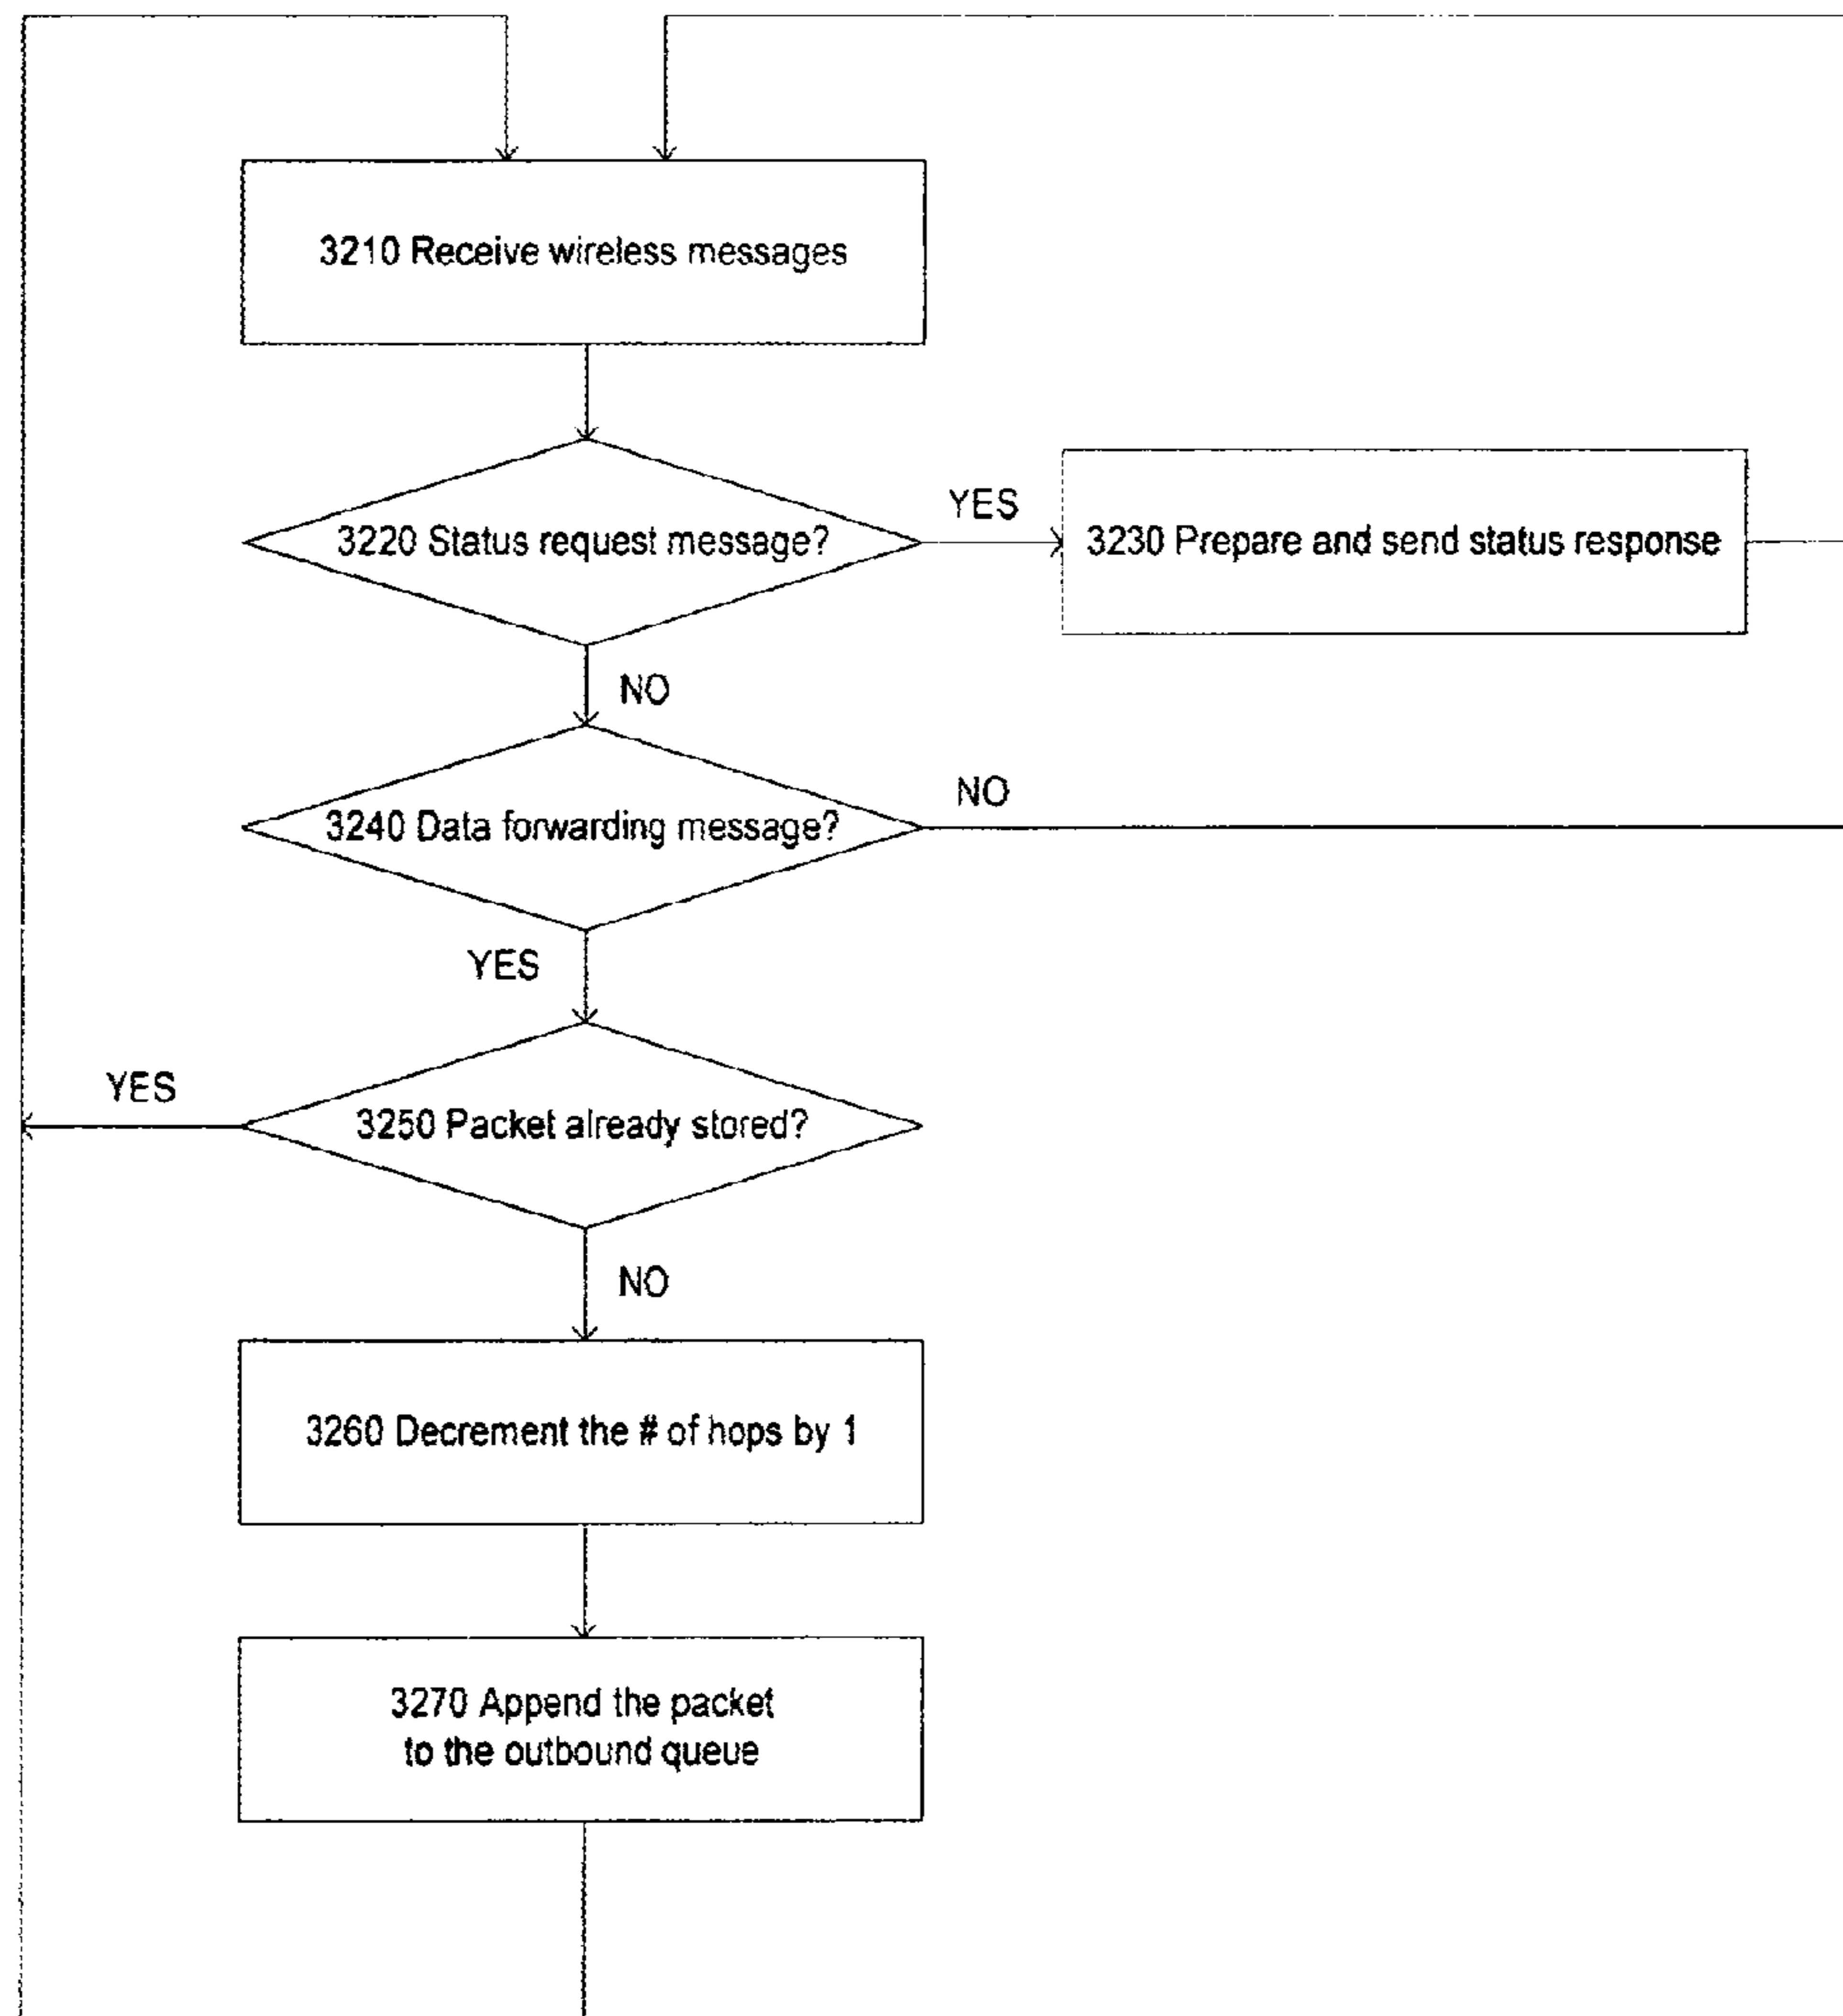 3210 Receive wireless messages
3220 Status request message?
YES
3230 Prepare and send status response
NO
3240 Data forwarding message?
NO
YES
3250 Packet already stored?
YES
NO
3260 Decrement the # of hops by 1
3270 Append the packet
to the outbound queue